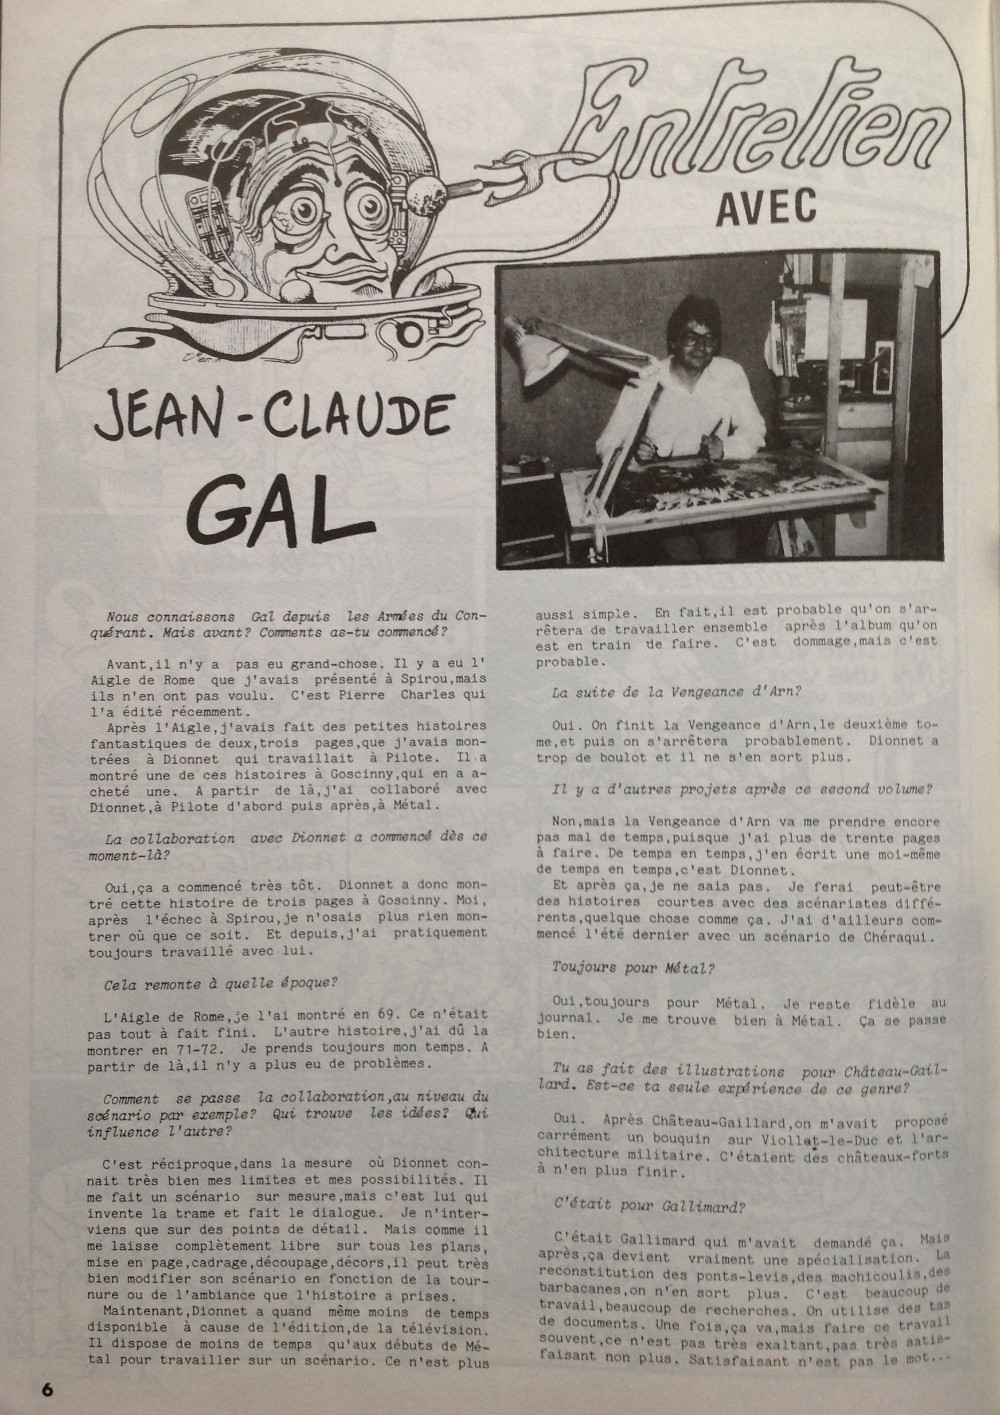 Entretien
AVEC
JEAN-CLAUDE
GAL
Nous connaissons Gal depuis les Armées du Con-
quérant. Mais avant? Comments as-tu commencé?
Avant,il n'y a pas eu grand-chose. Il y a eu l'
Aigle de Rome que j'avais présenté à Spirou,mais
ils n'en ont pas voulu. C'est Pierre Charles qui
l'a édité récemment.
Après l'Aigle,j'avais fait des petites histoires
fantastiques de deux,trois pages,que j'avais mon-
trées à Dionnet qui travaillait à Pilote. Il a
montré une de ces histoires à Goscinny,qui en a a-
cheté une. A partir de là,j'ai collaboré avec
Dionnet,à Pilote d'abord puis après,à Métal.
La collaboration avec Dionnet a commencé dès ce
moment-là?
Oui,ça a commencé très tôt. Dionnet a donc mon-
tré cette histoire de trois pages à Goscinny. Moi,
après l'échec à Spirou,je n'osais plus rien mon-
trer où que ce soit. Et depuis,j'ai pratiquement
toujours travaillé avec lui.
Cela remonte à quelle époque?
L'Aigle de Rome,je l'ai montré en 69. Ce n'était
pas tout à fait fini. L'autre histoire,j'ai dû la
montrer en 71-72. Je prends toujours mon temps. A
partir de là,il n'y a plus eu de problèmes.
Comment se passe la collaboration,au niveau du
scénario par exemple? Qui trouve les idées? Qui
influence l'autre?
C'est réciproque,dans la mesure où Dionnet con-
nait très bien mes limites et mes possibilités. Il
me fait un scénario sur mesure,mais c'est lui qui
invente la trame et fait le dialogue. Je n'inter-
viens que sur des points de détail. Mais comme il
me laisse complètement libre sur tous les plans,
mise en page,cadrage,découpage,décors,il peut très
bien modifier son scénario en fonction de la tour-
nure ou de l'ambiance que l'histoire a prises.
Maintenant,Dionnet a quand même moins de temps
disponible à cause de l'édition,de la télévision.
Il dispose de moins de temps qu'aux débuts de Mé-
tal pour travailler sur un scénario. Ce n'est plus
6
aussi simple. En fait,il est probable qu'on s'ar-
rêtera de travailler ensemble après l'album qu'on
est en train de faire. C'est dommage,mais c'est
probable.
La suite de la Vengeance d'Arn?
Oui. On finit la Vengeance d'Arn,le deuxième to-
me,et puis on s'arrêtera probablement. Dionnet a
trop de boulot et il ne s'en sort plus.
Il y a d'autres projets après ce second volume?
Non,mais la Vengeance d'Arn va me prendre encore
pas mal de temps,puisque j'ai plus de trente pages
à faire. De temps en temps,j'en écrit une moi-même
de temps en temps,c'est Dionnet.
Et après ça,je ne sais pas. Je ferai peut-être
des histoires courtes avec des scénaristes diffé-
rents,quelque chose comme ça. J'ai d'ailleurs com-
mencé l'été dernier avec un scénario de Chéraqui.
Toujours pour Métal?
Oui,toujours pour Métal. Je reste fidèle au
journal. Je me trouve bien à Métal. Ça se passe
bien.
Tu as fait des illustrations pour Château-Gail-
lard. Est-ce ta seule expérience de ce genre?
Oui. Après Château-Gaillard,on m'avait proposé
carrément un bouquin sur Viollet-le-Duc et l'ar-
chitecture militaire. C'étaient des châteaux-forts
à n'en plus finir.
C'était pour Gallimard?
C'était Gallimard qui m'avait demandé ça. Mais
après,ça devient vraiment une spécialisation. La
reconstitution des ponts-levis,des machicoulis,des
barbacanes,on n'en sort plus. C'est beaucoup de
travail,beaucoup de recherches. On utilise des tas
de documents. Une fois,ça va,mais faire ce travail
souvent,ce n'est pas très exaltant,pas très satis-
faisant non plus. Satisfaisant n'est pas le mot...